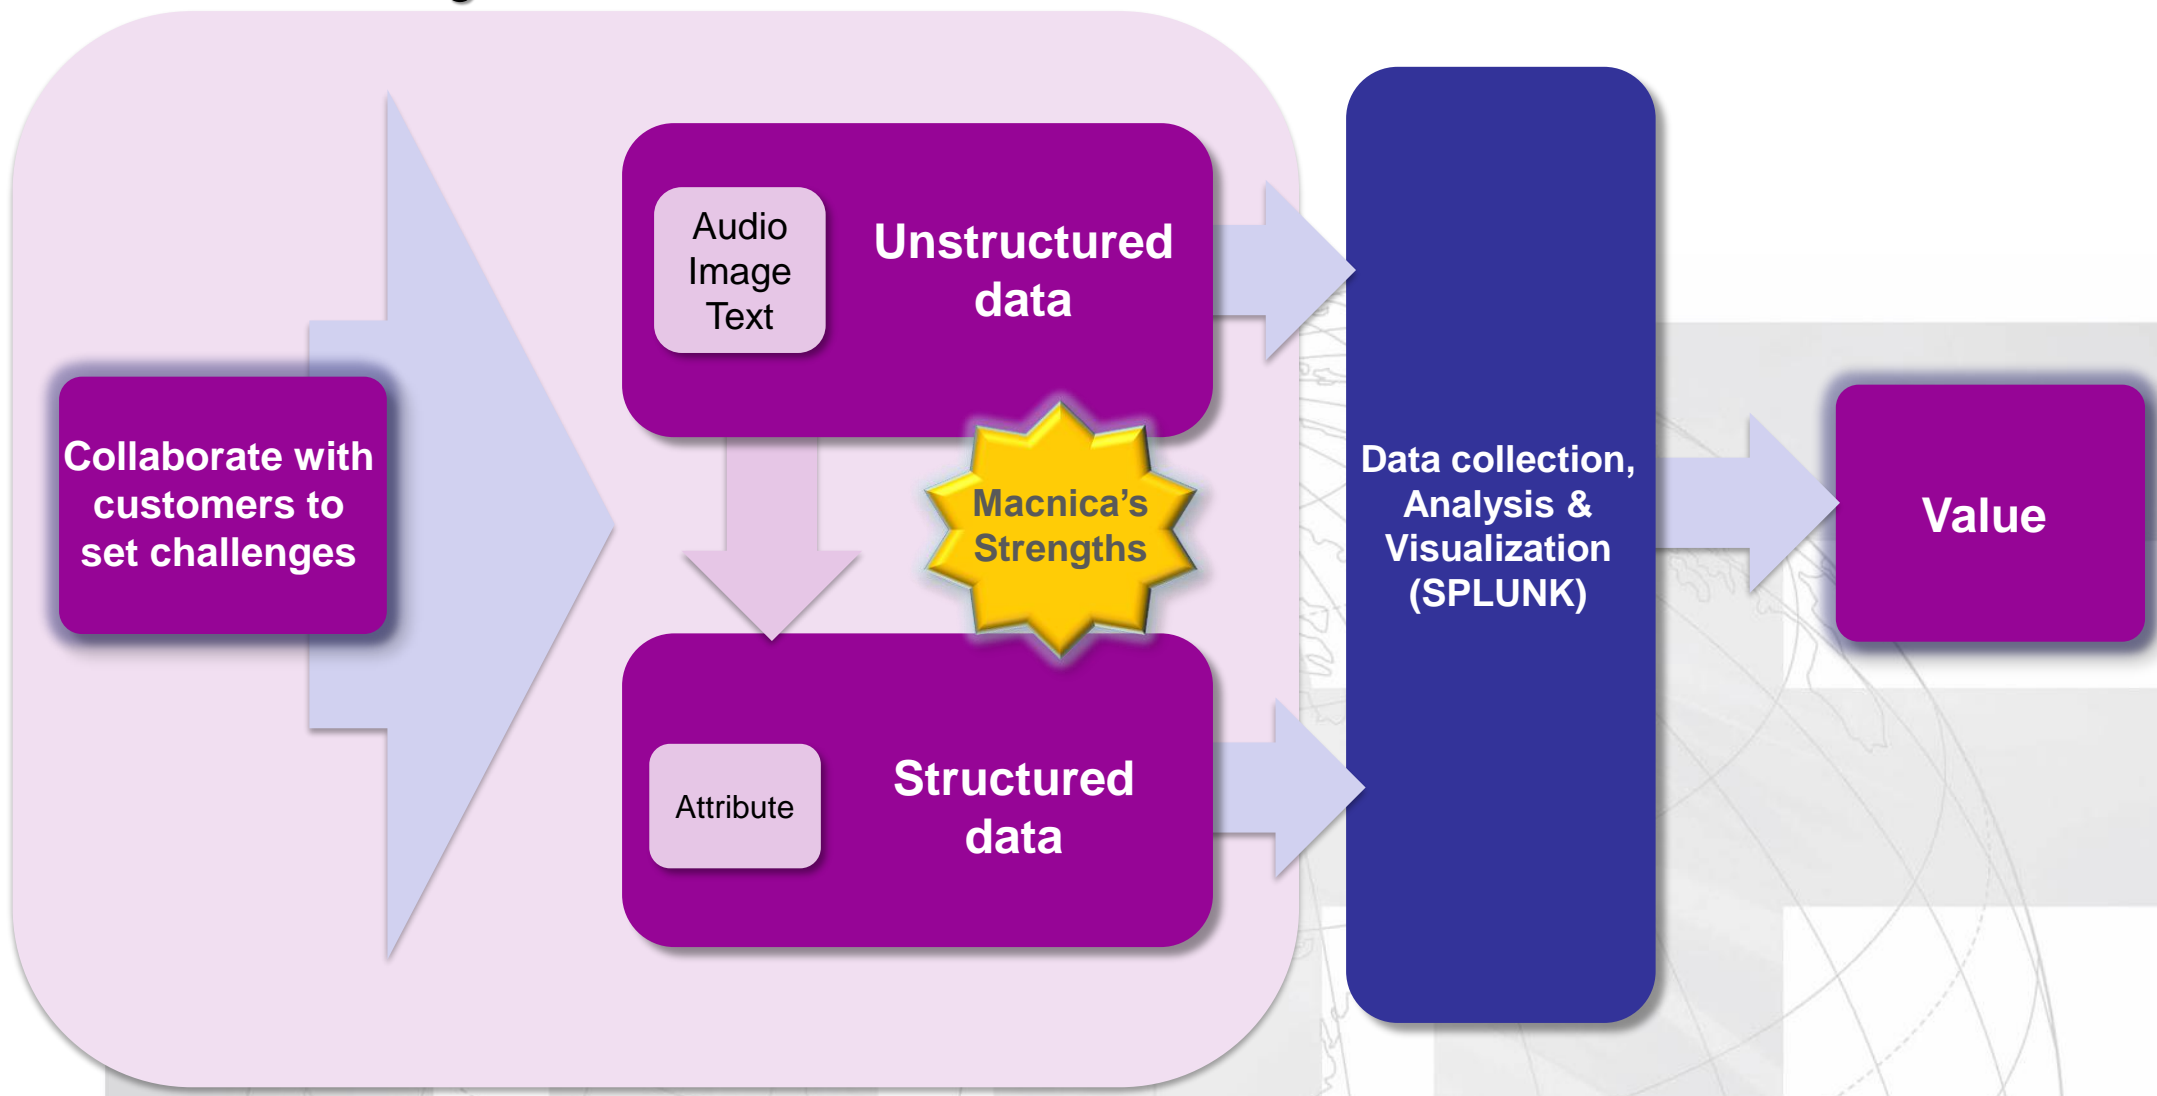 Collaborate with
customers to
set challenges
Audio
Image
Text
Unstructured
data
Macnica’s
Strengths
Attribute
Structured
data
Data collection,
Analysis &
Visualization
(SPLUNK)
Value